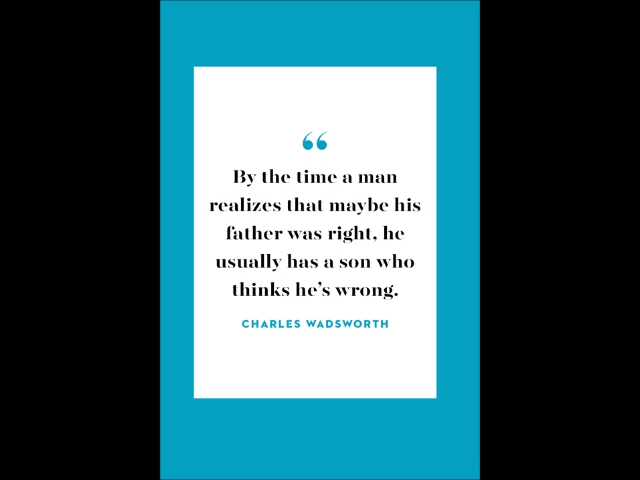 “
By the time a man
realizes that maybe his
father was right, he
usually has a son who
thinks he’s wrong.
CHARLES WADSWORTH